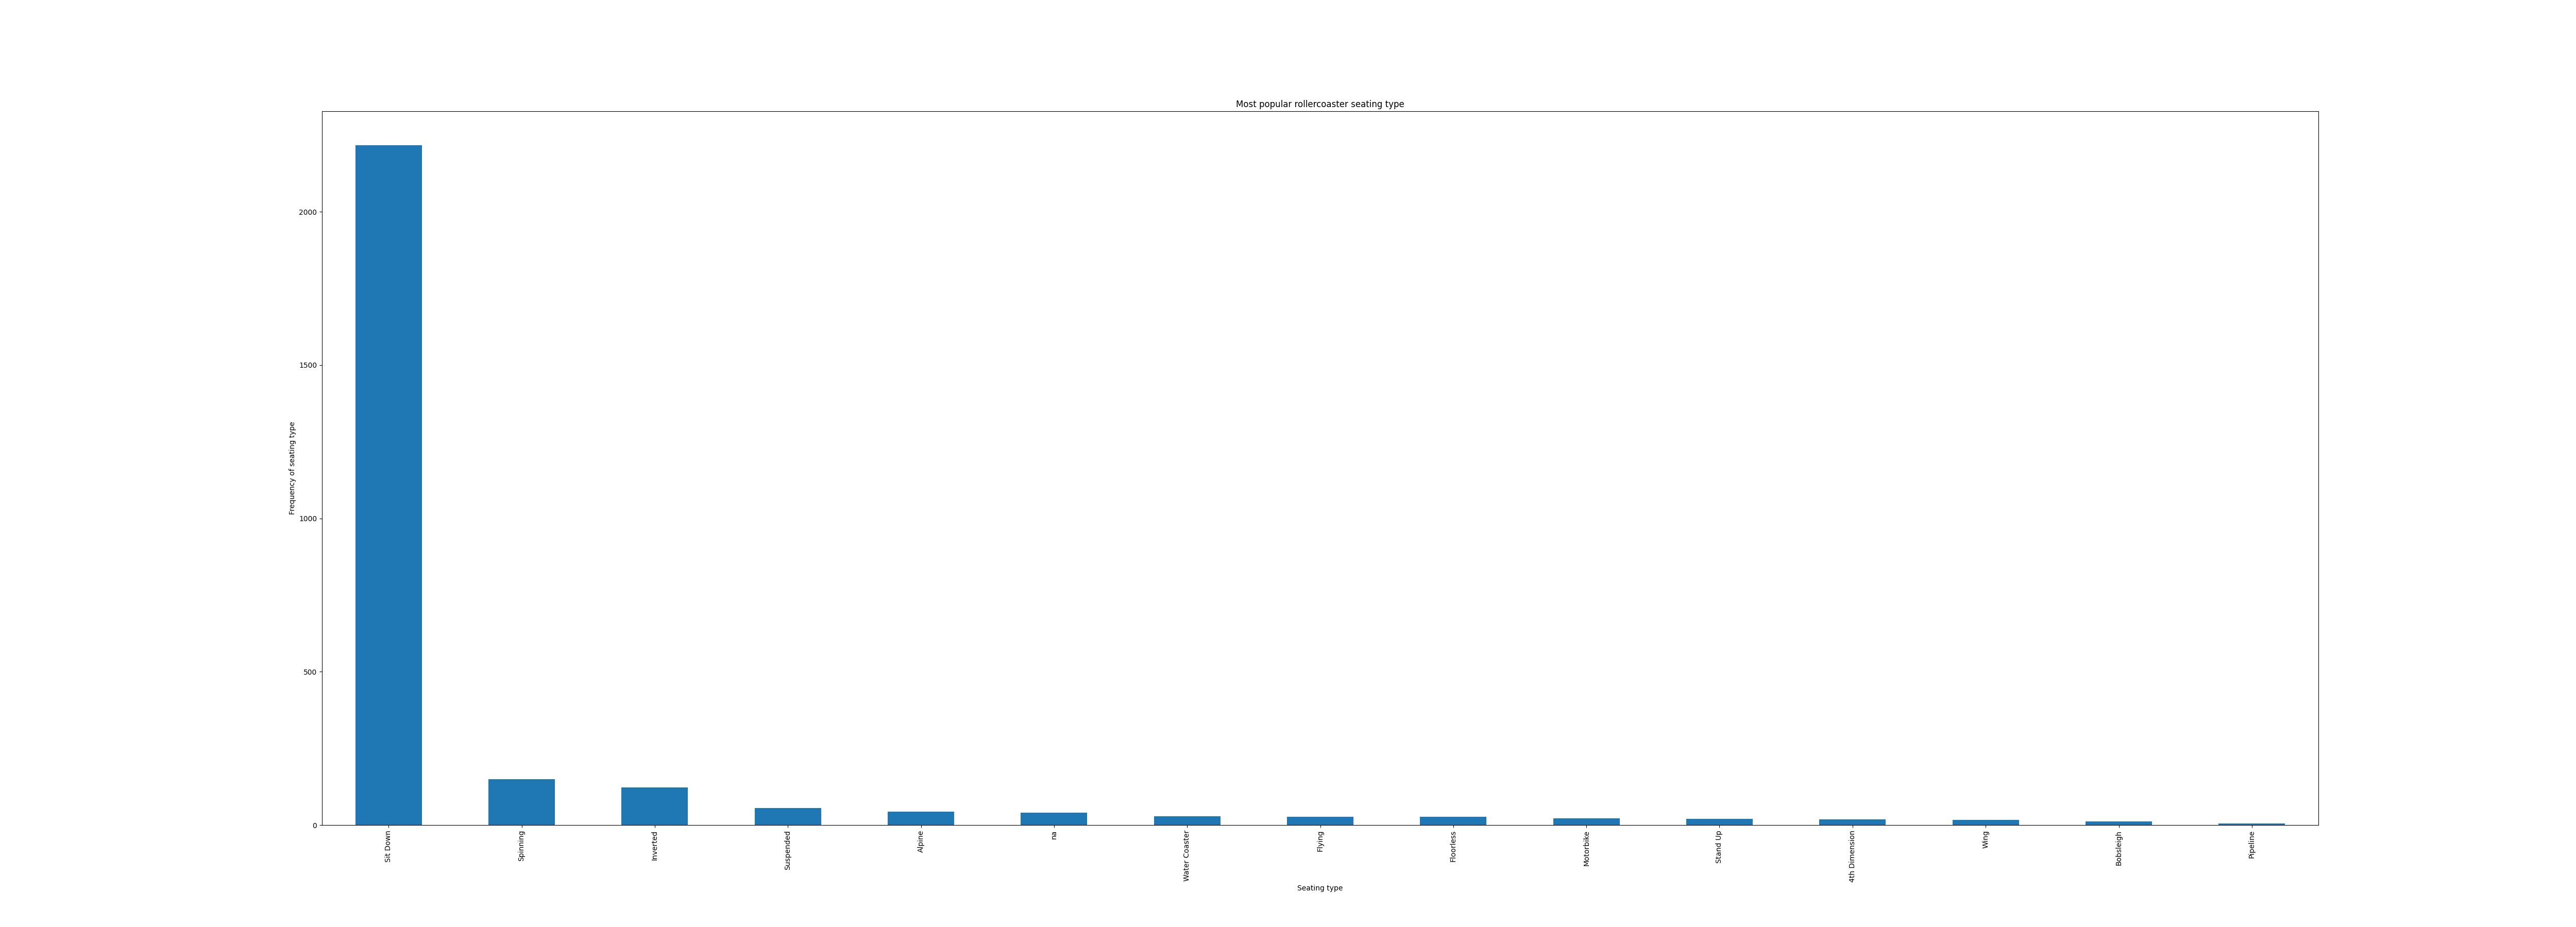 Most popular rollercoaster seating type
Frequency of seating type
2000
1500
1000
500
0
Sit Down
Spinning
Inverted
Suspended
Alpine
na
Water Coaster
Flying
Floorless
Motorbike
Stand Up
4th Dimension
Wing
Bobsleigh
Pipeline
Seating type